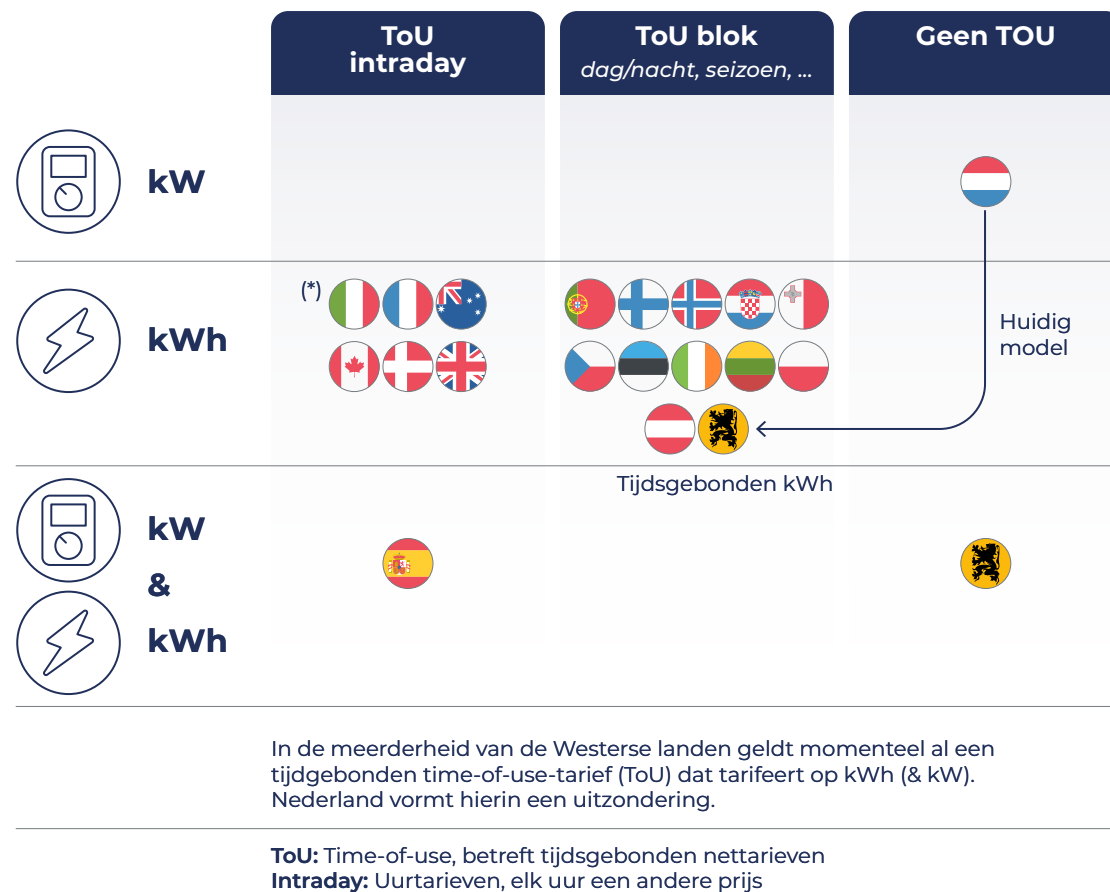 ToU
intraday
ToU blok
dag/nacht, seizoen, ...
Geen TOU
kW
kWh
(*)
Huidig
model
Tijdsgebonden kWh
kW
&
kWh
In de meerderheid van de Westerse landen geldt momenteel al een
tijdgebonden time-of-use-tarief (ToU) dat tarifeert op kWh (& kW).
Nederland vormt hierin een uitzondering.
ToU: Time-of-use, betreft tijdsgebonden nettarieven
Intraday: Uurtarieven, elk uur een andere prijs